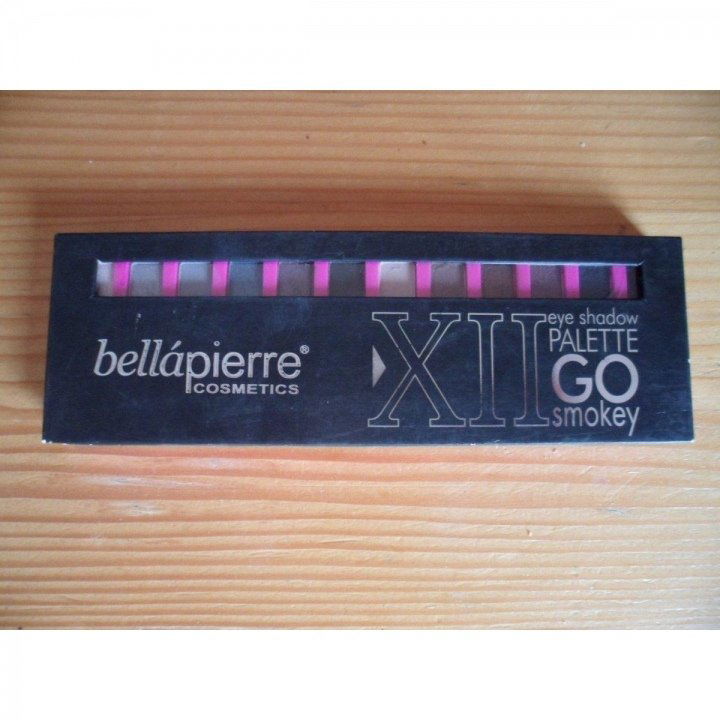 bellápierre®
COSMETICS
XII
eye shadow
PALETTE
GO
smokey